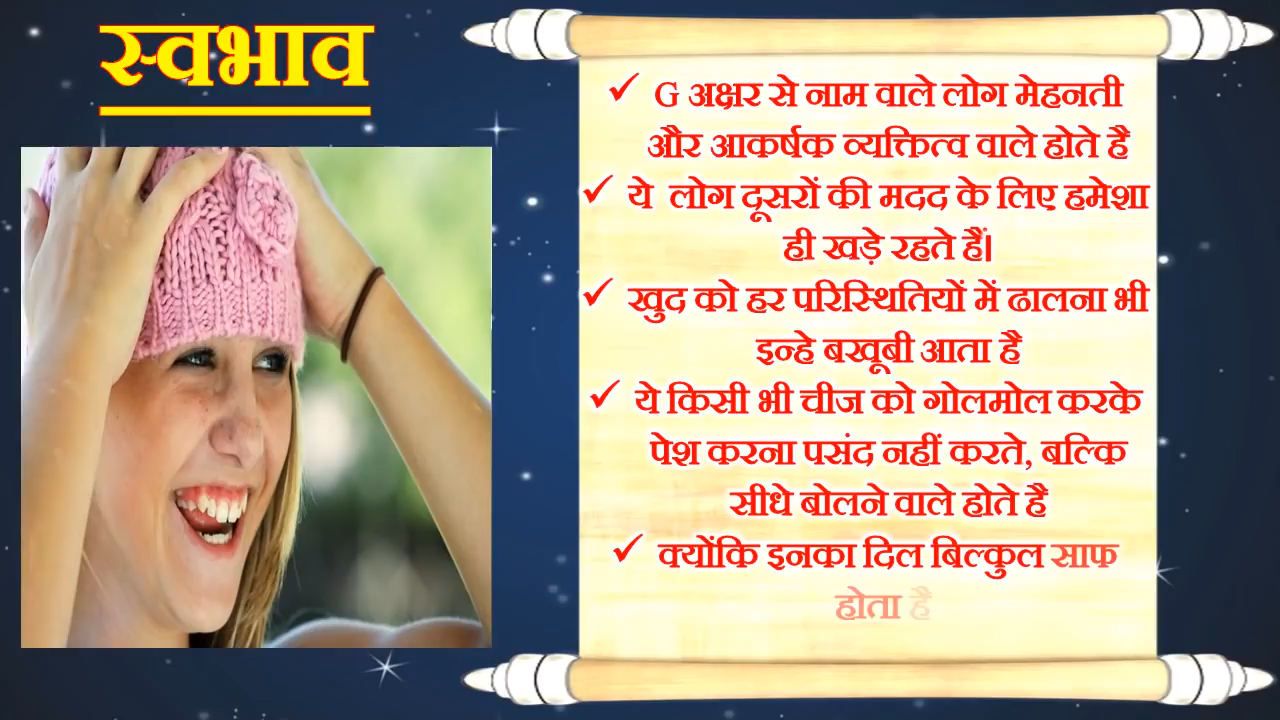 स्वभाव
✓ G अक्षर से नाम वाले लोग मेहनती
और आकर्षक व्यक्तित्व वाले होते है
✓ ये लोग दूसरों की मदद के लिए हमेशा
ही खड़े रहते हैं।
✓ खुद को हर परिस्थितियों में ढालना भी
इन्हे बखूबी आता है
✓ ये किसी भी चीज को गोलमोल करके
पेश करना पसंद नहीं करते, बल्कि
सीधे बोलने वाले होते है
✓ क्योंकि इनका दिल बिल्कुल साफ
होता है